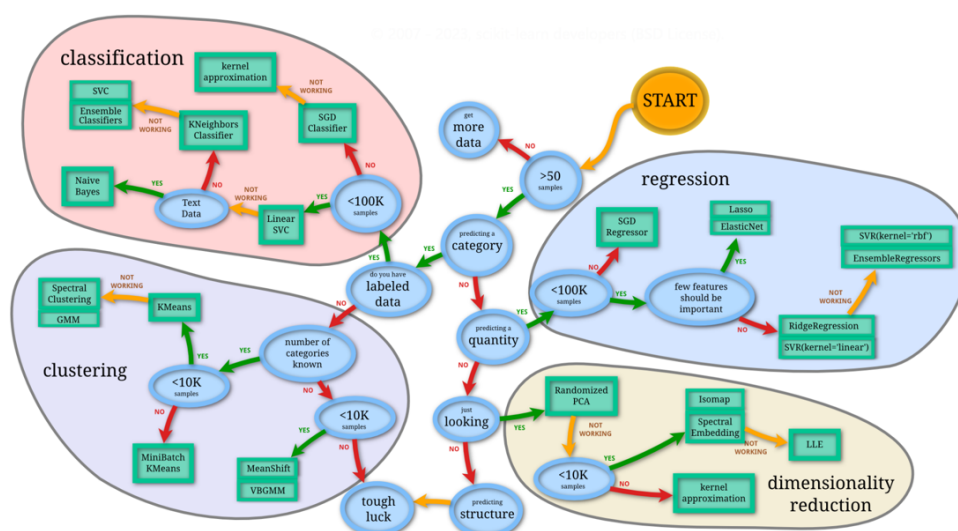 classification
kernel
approximation
NOT
WORKING
SVC
Ensemble
Classifiers
NOT
WORKING
KNeighbors
Classifier
SGD
Classifier
NO
Naive
Bayes
YES
NO
Text
Data
NOT
WORKING
Linear
SVC
YES
<100K
samples
START
get
more
data
NO
>50
samples
YES
predicting a
category
YES
NO
do you have
labeled
data
YES
NO
predicting a
quantity
YES
NO
just
looking
YES
NO
predicting
structure
tough
luck
regression
SGD
Regressor
NO
<100K
samples
YES
few features
should be
important
YES
Lasso
ElasticNet
NO
RidgeRegression
SVR(kernel='linear')
NOT
WORKING
SVR(kernel='rbf')
EnsembleRegressors
clustering
Spectral
Clustering
GMM
NOT
WORKING
KMeans
YES
<10K
samples
NO
MiniBatch
KMeans
YES
number of
categories
known
NO
<10K
samples
YES
NO
MeanShift
VBGMM
dimensionality
reduction
Randomized
PCA
NOT
WORKING
<10K
samples
YES
NO
Isomap
Spectral
Embedding
NOT
WORKING
LLE
kernel
approximation